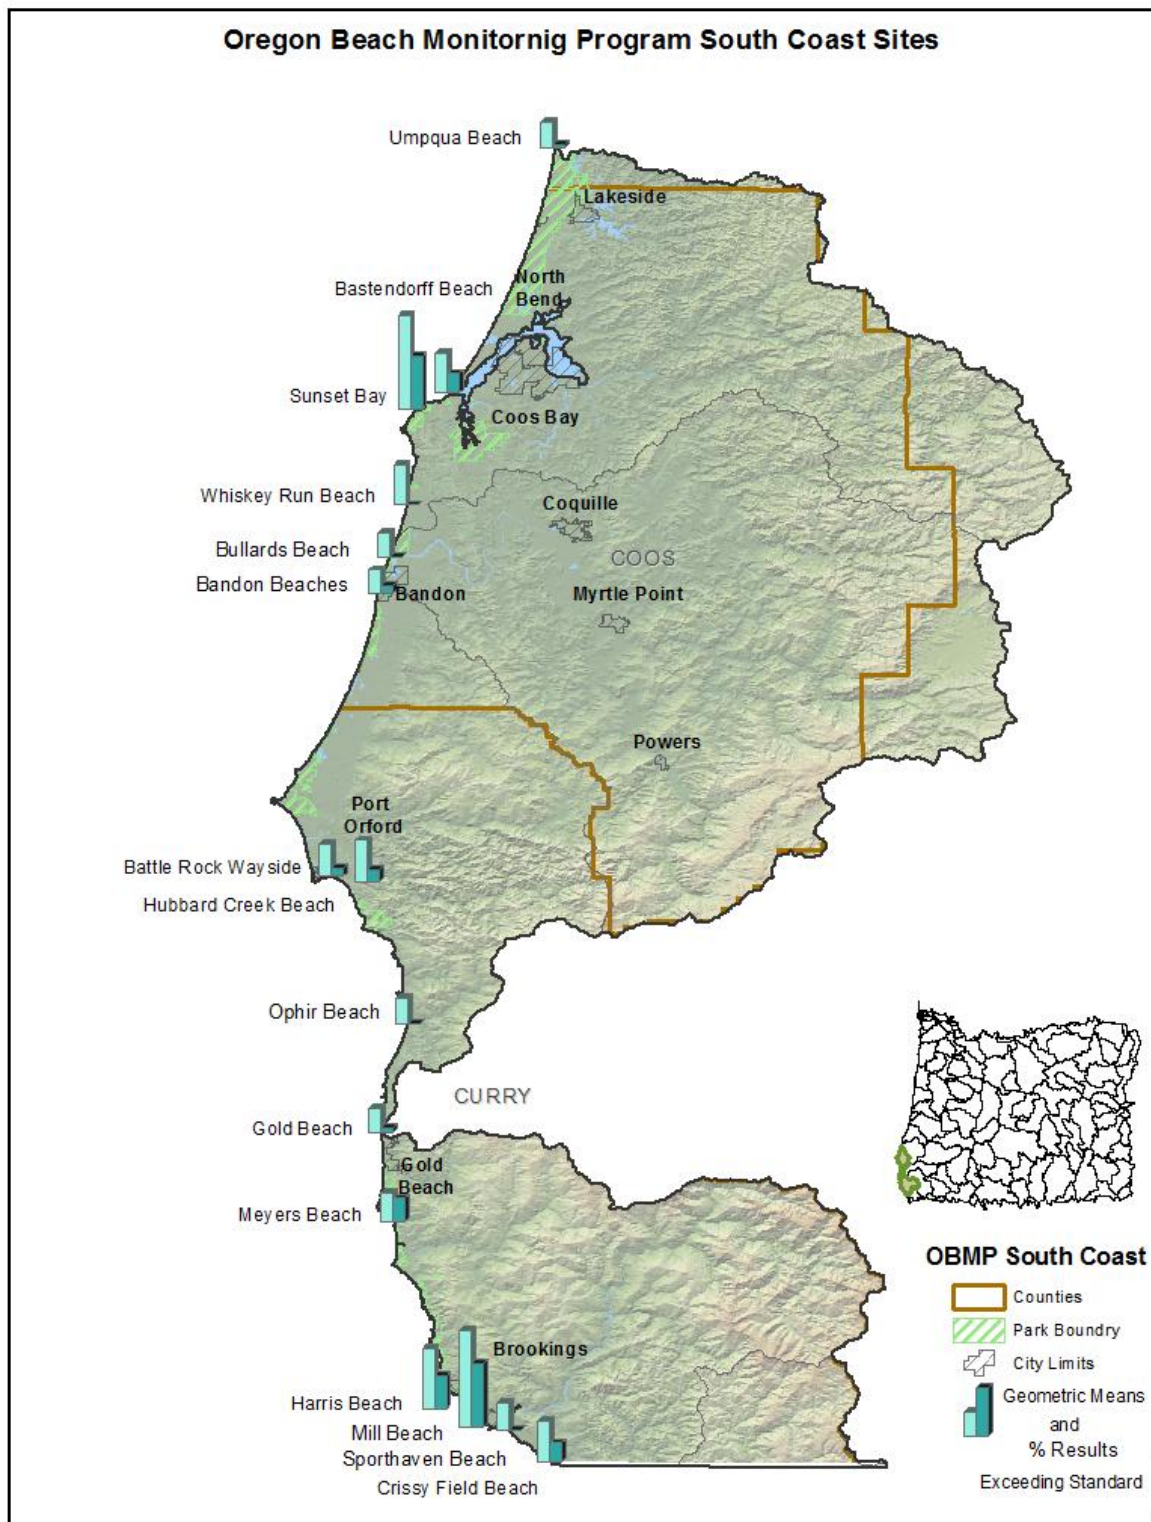 Oregon Beach Monitornig Program South Coast Sites
Umpqua Beach
Lakeside
North
Bend
Bastendorff Beach
Sunset Bay
Coos Bay
Whiskey Run Beach
Coquille
Bullards Beach
COOS
Bandon Beaches
Bandon
Myrtle Point
Powers
Port
Orford
Battle Rock Wayside
Hubbard Creek Beach
Ophir Beach
CURRY
Gold Beach
Gold
Beach
Meyers Beach
Brookings
Harris Beach
Mill Beach
Sporthaven Beach
Crissy Field Beach
OBMP South Coast
Counties
Park Boundry
City Limits
Geometric Means
and
% Results
Exceeding Standard